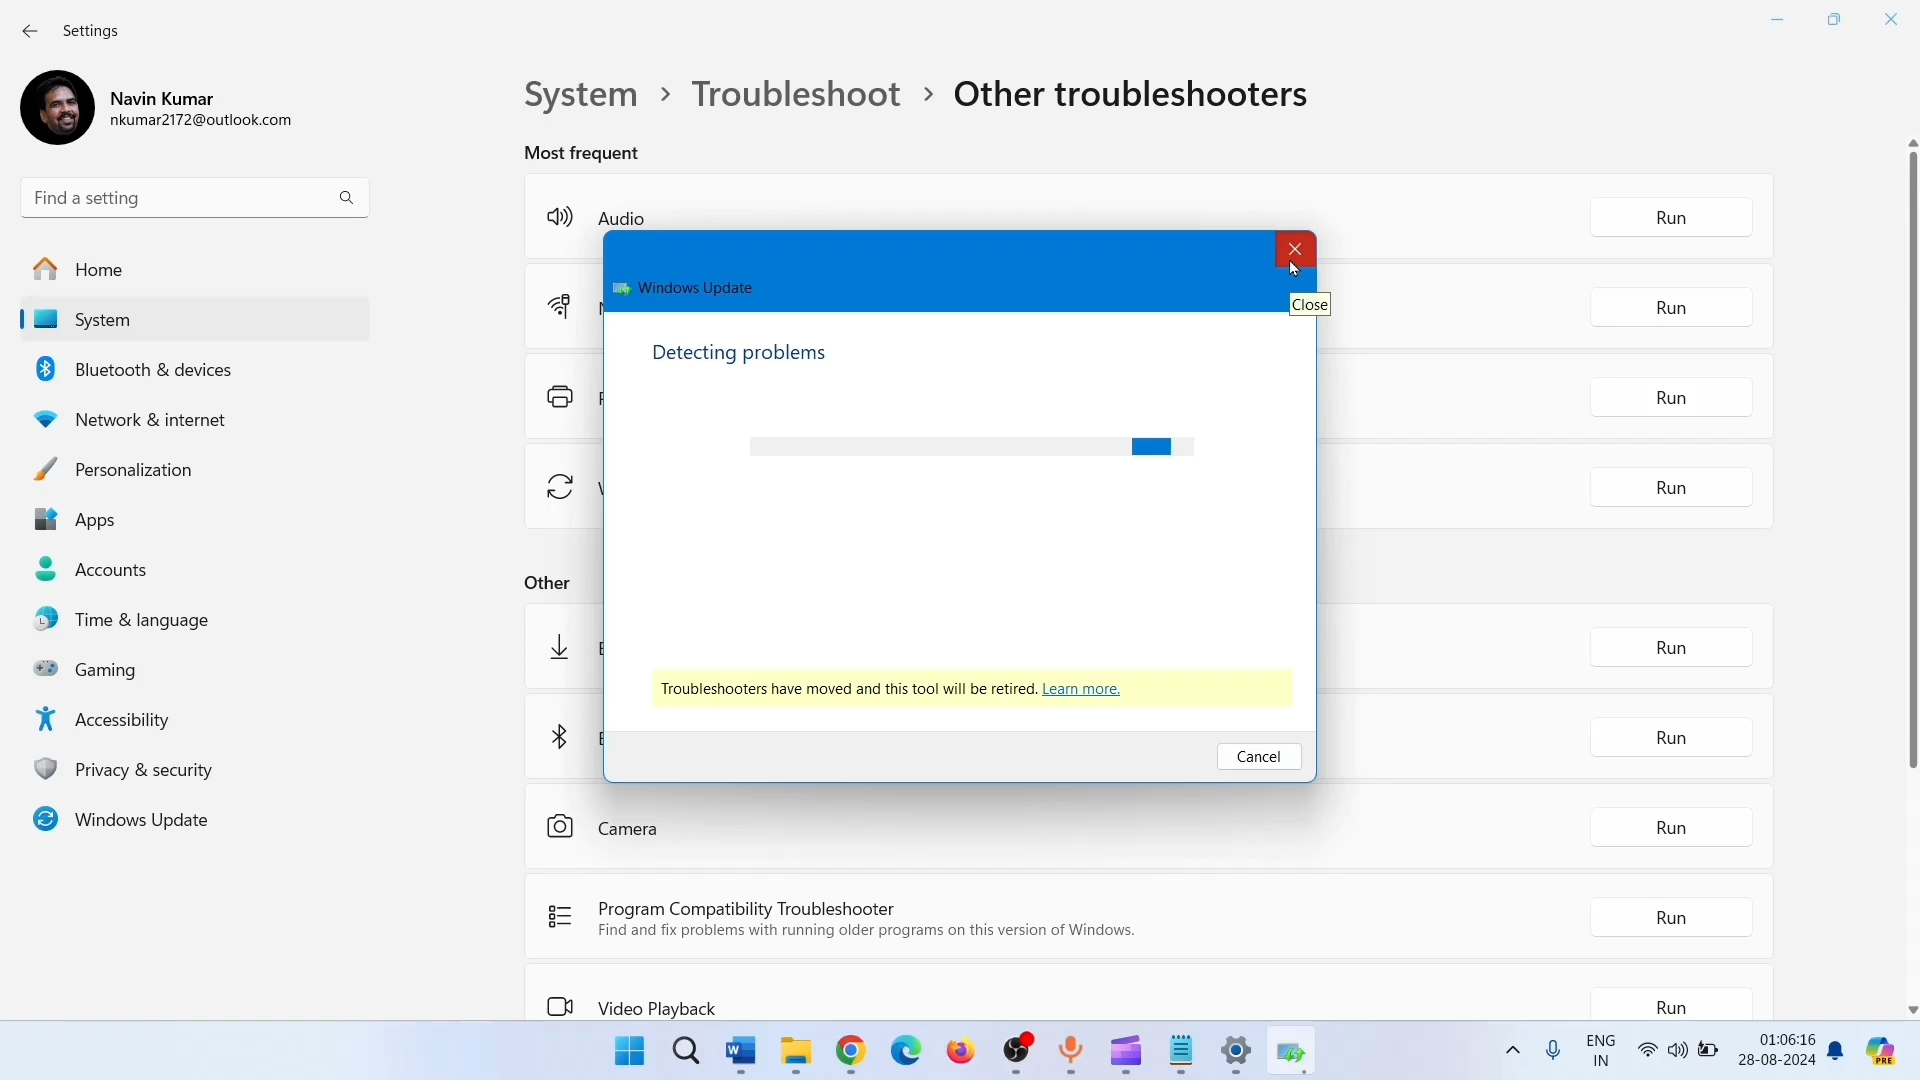 Settings
Navin Kumar
nkumar2172@outlook.com
Find a setting
Home
System
Bluetooth & devices
Network & internet
Personalization
Apps
Accounts
Time & language
Gaming
Accessibility
Privacy & security
Windows Update
System > Troubleshoot > Other troubleshooters
Most frequent
Audio
Run
Run
Run
Run
Windows Update
Close
Detecting problems
Troubleshooters have moved and this tool will be retired. Learn more.
Cancel
Other
Run
Run
Camera
Run
Program Compatibility Troubleshooter
Find and fix problems with running older programs on this version of Windows.
Run
Video Playback
Run
ENG
IN
01:06:16
28-08-2024
PRE